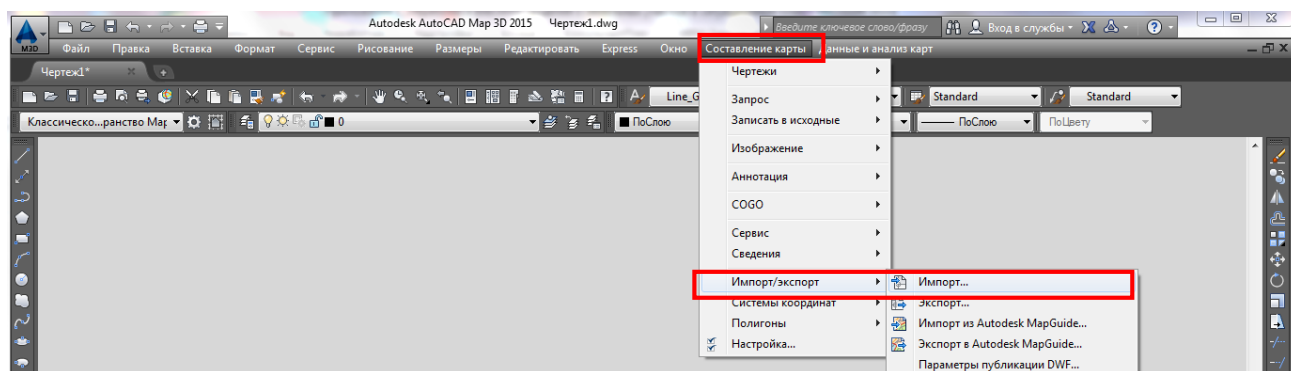 Autodesk AutoCAD Map 3D 2015 Чертеж1.dwg Введите ключевое слово/фразу Вход в службы
M3D Файл Правка Вставка Формат Сервис Рисование Размеры Редактировать Express Окно Составление карты Данные и анализ карт
Чертеж1*
Line_G Standard Standard
Классическо...ранство Map 0 ПоСлою ПоСлою ПоЦвету
Чертежи
Запрос
Записать в исходные
Изображение
Аннотация
COGO
Сервис
Сведения
Импорт/экспорт Импорт...
Системы координат Экспорт...
Полигоны Импорт из Autodesk MapGuide...
Настройка... Экспорт в Autodesk MapGuide...
Параметры публикации DWF...